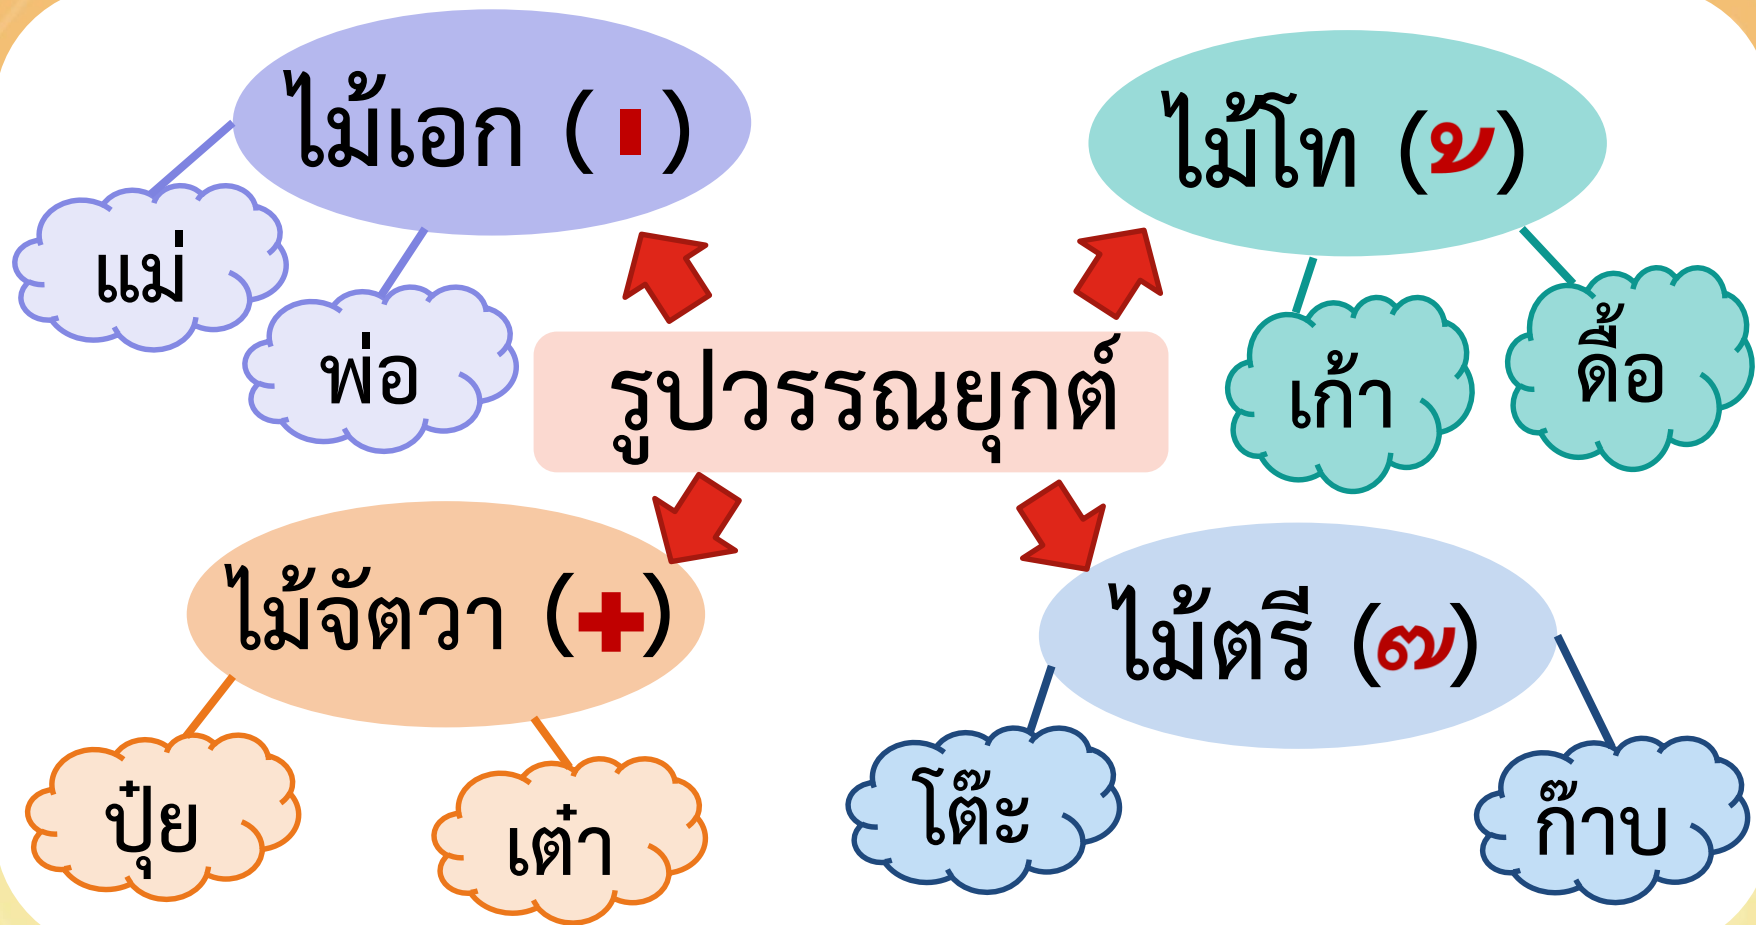 ไม้เอก ( ่ )
แม่
พ่อ
ไม้โท ( ้ )
เก้า
ดื้อ
รูปวรรณยุกต์
ไม้จัตวา ( ๋ )
ปุ๋ย
เต๋า
ไม้ตรี ( ๊ )
โต๊ะ
ก๊าบ